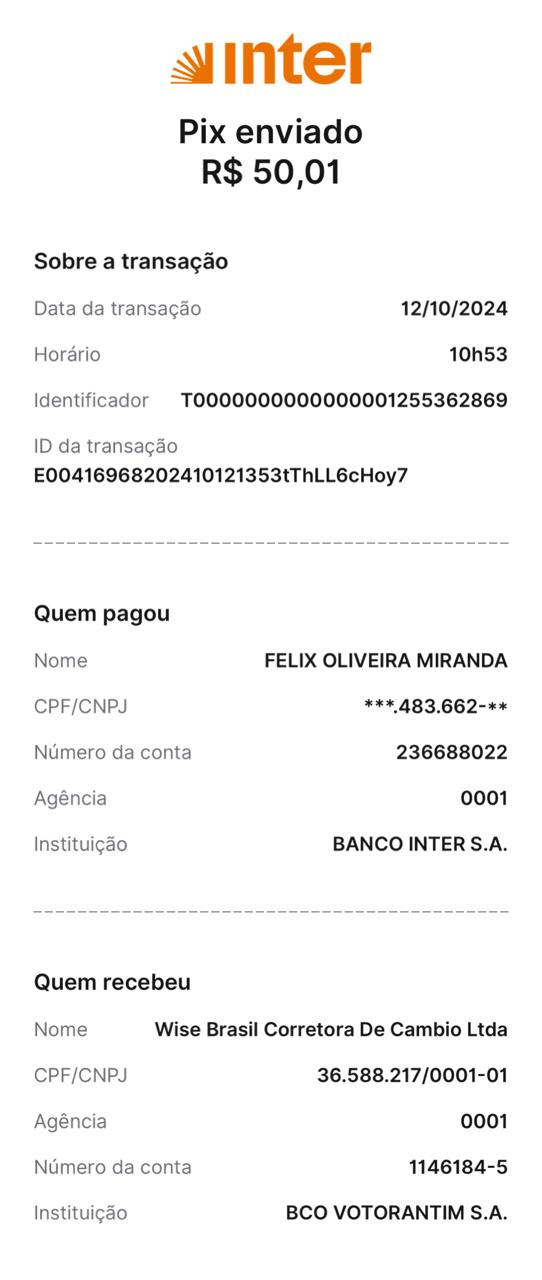 inter
Pix enviado
R$ 50,01
Sobre a transação
Data da transação 12/10/2024
Horário 10h53
Identificador T0000000000000001255362869
ID da transação
E00416968202410121353tThLL6cHoy7
Quem pagou
Nome FELIX OLIVEIRA MIRANDA
CPF/CNPJ ***.483.662-**
Número da conta 236688022
Agência 0001
Instituição BANCO INTER S.A.
Quem recebeu
Nome Wise Brasil Corretora De Cambio Ltda
CPF/CNPJ 36.588.217/0001-01
Agência 0001
Número da conta 1146184-5
Instituição BCO VOTORANTIM S.A.